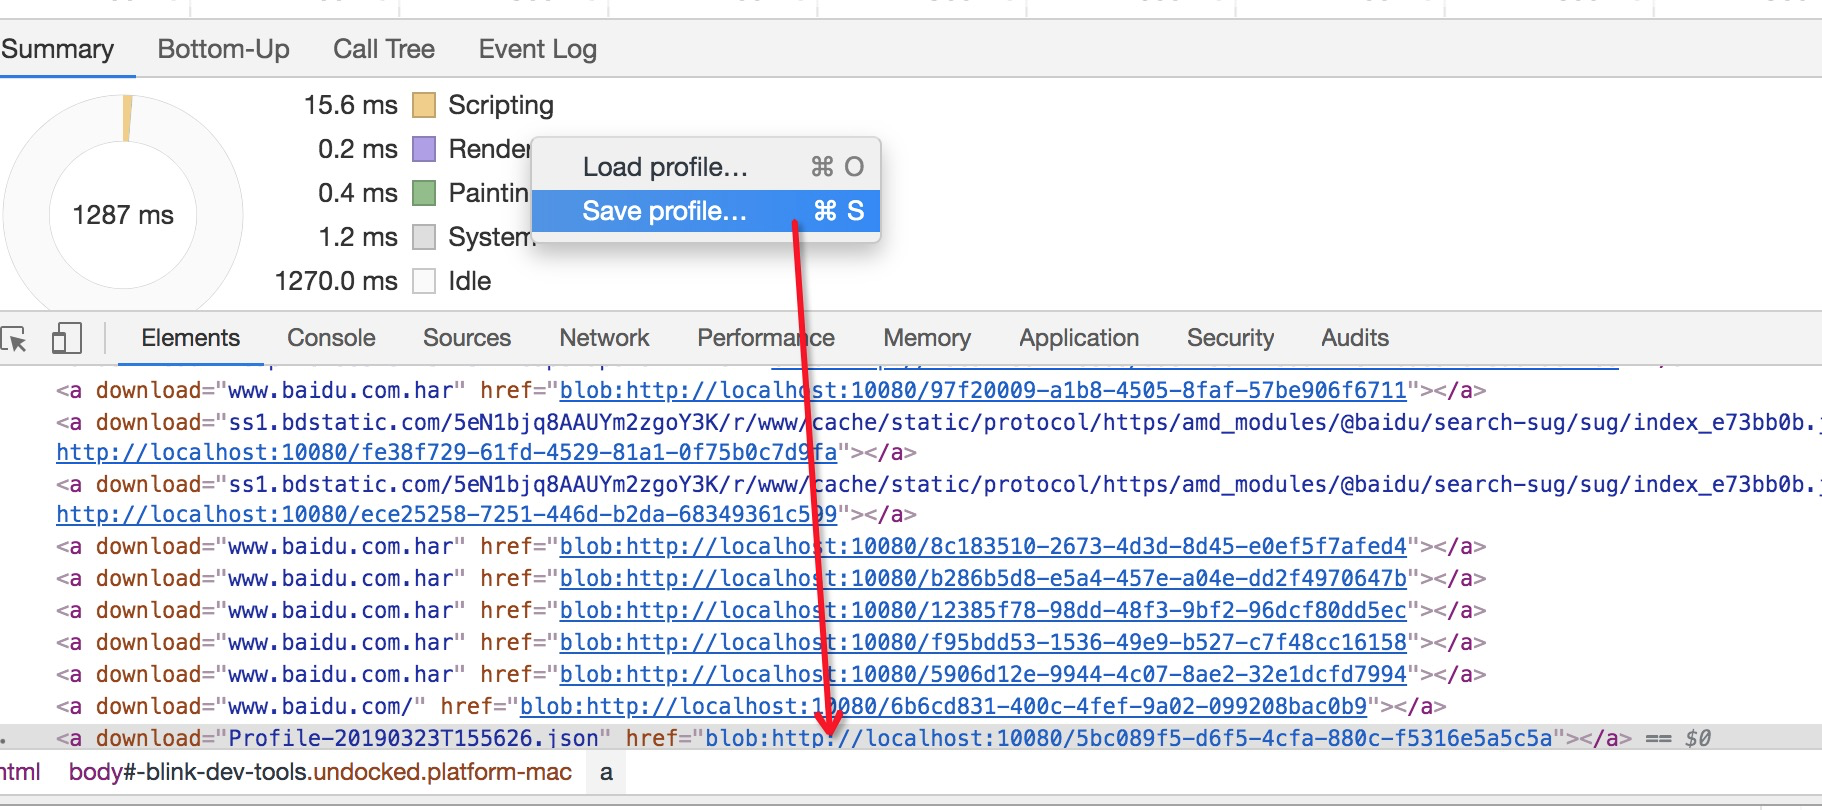 Summary Bottom-Up Call Tree Event Log
15.6 ms Scripting
0.2 ms Render
Load profile... ⌘ O
0.4 ms Paintin
Save profile... ⌘ S
1287 ms
1.2 ms System
1270.0 ms Idle
Elements Console Sources Network Performance Memory Application Security Audits
<a download="www.baidu.com.har" href="blob:http://localhost:10080/97f20009-a1b8-4505-8faf-57be906f6711"></a>
<a download="ss1.bdstatic.com/5eN1bjq8AAUYm2zgoY3K/r/www/cache/static/protocol/https/amd_modules/@baidu/search-sug/sug/index_e73bb0b.j
http://localhost:10080/fe38f729-61fd-4529-81a1-0f75b0c7d9fa"></a>
<a download="ss1.bdstatic.com/5eN1bjq8AAUYm2zgoY3K/r/www/cache/static/protocol/https/amd_modules/@baidu/search-sug/sug/index_e73bb0b.j
http://localhost:10080/ece25258-7251-446d-b2da-68349361c599"></a>
<a download="www.baidu.com.har" href="blob:http://localhost:10080/8c183510-2673-4d3d-8d45-e0ef5f7afed4"></a>
<a download="www.baidu.com.har" href="blob:http://localhost:10080/b286b5d8-e5a4-457e-a04e-dd2f4970647b"></a>
<a download="www.baidu.com.har" href="blob:http://localhost:10080/12385f78-98dd-48f3-9bf2-96dcf80dd5ec"></a>
<a download="www.baidu.com.har" href="blob:http://localhost:10080/f95bdd53-1536-49e9-b527-c7f48cc16158"></a>
<a download="www.baidu.com.har" href="blob:http://localhost:10080/5906d12e-9944-4c07-8ae2-32e1dcfd7994"></a>
<a download="www.baidu.com/" href="blob:http://localhost:10080/6b6cd831-400c-4fef-9a02-099208bac0b9"></a>
<a download="Profile-20190323T155626.json" href="blob:http://localhost:10080/5bc089f5-d6f5-4cfa-880c-f5316e5a5c5a"></a> == $0
html body#-blink-dev-tools.undocked.platform-mac a